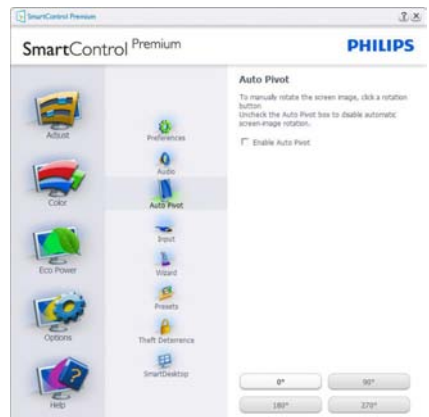 SmartControl Premium
? X
SmartControl Premium
PHILIPS
Adjust
Color
Eco Power
Options
Help
Preferences
Audio
Auto Pivot
Input
Wizard
Presets
Theft Deterrence
SmartDesktop
Auto Pivot
To manually rotate the screen image, click a rotation
button
Uncheck the Auto Pivot box to disable automatic
screen-image rotation.
Enable Auto Pivot
0°
90°
180°
270°